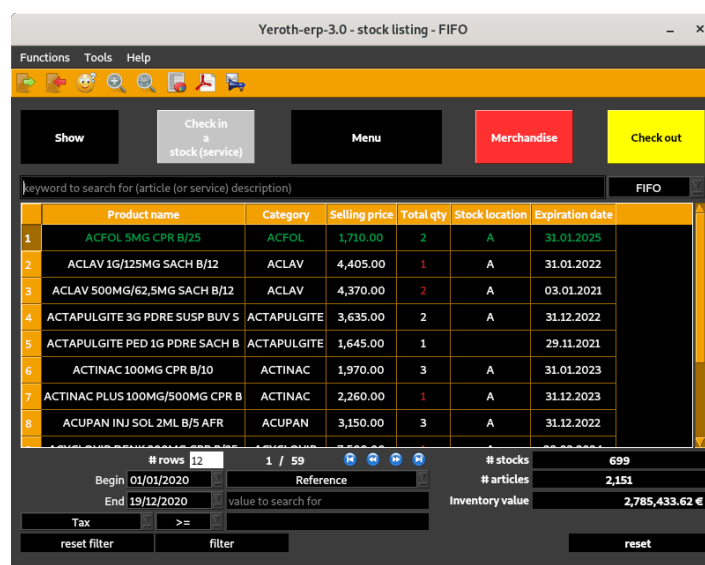 Yeroth-erp-3.0 - stock listing - FIFO
Functions Tools Help
Show
Check in
a
stock (service)
Menu
Merchandise
Check out
keyword to search for (article (or service) description)
FIFO
Product name Category Selling price Total qty Stock location Expiration date
1 ACFOL 5MG CPR B/25 ACFOL 1,710.00 2 A 31.01.2025
2 ACLAV 1G/125MG SACH B/12 ACLAV 4,405.00 1 A 31.01.2022
3 ACLAV 500MG/62,5MG SACH B/12 ACLAV 4,370.00 2 A 03.01.2021
4 ACTAPULGITE 3G PDRE SUSP BUV S ACTAPULGITE 3,635.00 2 A 31.12.2022
5 ACTAPULGITE PED 1G PDRE SACH B ACTAPULGITE 1,645.00 1 29.11.2021
6 ACTINAC 100MG CPR B/10 ACTINAC 1,970.00 3 A 31.01.2023
7 ACTINAC PLUS 100MG/500MG CPR B ACTINAC 2,260.00 1 A 31.12.2023
8 ACUPAN INJ SOL 2ML B/5 AFR ACUPAN 3,150.00 3 A 31.12.2022
# rows 12 1 / 59 # stocks 699
Begin 01/01/2020 Reference # articles 2,151
End 19/12/2020 value to search for Inventory value 2,785,433.62 €
Tax >=
reset filter filter reset